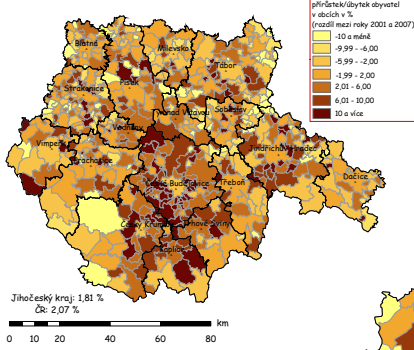 přírůstek/úbytek obyvatel
v obcích v %
(rozdíl mezi roky 2001 a 2007)
-10 a méně
-9,99 - -6,00
-5,99 - -2,00
-1,99 - 2,00
2,01 - 6,00
6,01 - 10,00
10 a více
Blatná
Milevsko
Tábor
Písek
Strakonice
Soběslav
Týn nad Vltavou
Vodňany
Vimperk
Jindřichův Hradec
Prachatice
Dačice
České Budějovice
Třeboň
Český Krumlov
Trhové Sviny
Kaplice
Jihočeský kraj: 1,81 %
ČR: 2,07 %
km
0 10 20 40 60 80